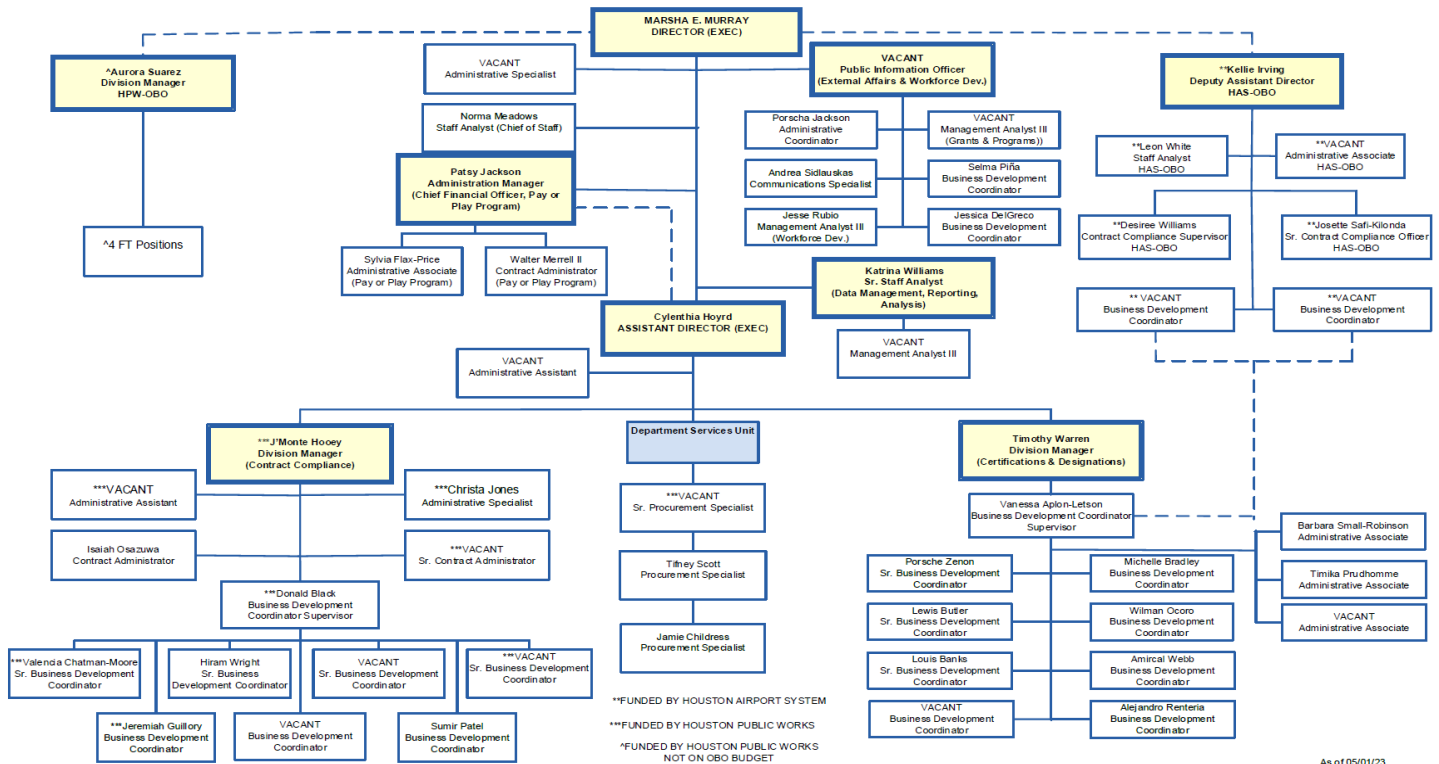 MARSHA E. MURRAY
DIRECTOR (EXEC)
^Aurora Suarez
Division Manager
HPW-OBO
^4 FT Positions
VACANT
Administrative Specialist
Norma Meadows
Staff Analyst (Chief of Staff)
Patsy Jackson
Administration Manager
(Chief Financial Officer, Pay or
Play Program)
Sylvia Flax-Price
Administrative Associate
(Pay or Play Program)
Walter Merrell II
Contract Administrator
(Pay or Play Program)
VACANT
Public Information Officer
(External Affairs & Workforce Dev.)
Porscha Jackson
Administrative
Coordinator
VACANT
Management Analyst III
(Grants & Programs))
Andrea Sidlauskas
Communications Specialist
Selma Piña
Business Development
Coordinator
Jesse Rubio
Management Analyst III
(Workforce Dev.)
Jessica DelGreco
Business Development
Coordinator
**Kellie Irving
Deputy Assistant Director
HAS-OBO
**Leon White
Staff Analyst
HAS-OBO
**VACANT
Administrative Associate
HAS-OBO
**Desiree Williams
Contract Compliance Supervisor
HAS-OBO
**Josette Safi-Kilonda
Sr. Contract Compliance Officer
HAS-OBO
** VACANT
Business Development
Coordinator
**VACANT
Business Development
Coordinator
Katrina Williams
Sr. Staff Analyst
(Data Management, Reporting,
Analysis)
VACANT
Management Analyst III
Cylenthia Hoyrd
ASSISTANT DIRECTOR (EXEC)
VACANT
Administrative Assistant
***J'Monte Hooey
Division Manager
(Contract Compliance)
***VACANT
Administrative Assistant
***Christa Jones
Administrative Specialist
Isaiah Osazuwa
Contract Administrator
***VACANT
Sr. Contract Administrator
***Donald Black
Business Development
Coordinator Supervisor
***Valencia Chatman-Moore
Sr. Business Development
Coordinator
Hiram Wright
Sr. Business
Development Coordinator
VACANT
Sr. Business Development
Coordinator
***VACANT
Sr. Business Development
Coordinator
***Jeremiah Guillory
Business Development
Coordinator
VACANT
Business Development
Coordinator
Sumir Patel
Business Development
Coordinator
Department Services Unit
***VACANT
Sr. Procurement Specialist
Tifney Scott
Procurement Specialist
Jamie Childress
Procurement Specialist
Timothy Warren
Division Manager
(Certifications & Designations)
Vanessa Aplon-Letson
Business Development Coordinator
Supervisor
Porsche Zenon
Sr. Business Development
Coordinator
Michelle Bradley
Business Development
Coordinator
Lewis Butler
Sr. Business Development
Coordinator
Wilman Ocoro
Business Development
Coordinator
Louis Banks
Sr. Business Development
Coordinator
Amircal Webb
Business Development
Coordinator
VACANT
Business Development
Coordinator
Alejandro Renteria
Business Development
Coordinator
Barbara Small-Robinson
Administrative Associate
Timika Prudhomme
Administrative Associate
VACANT
Administrative Associate
**FUNDED BY HOUSTON AIRPORT SYSTEM
***FUNDED BY HOUSTON PUBLIC WORKS
^FUNDED BY HOUSTON PUBLIC WORKS
NOT ON OBO BUDGET
As of 05/01/23